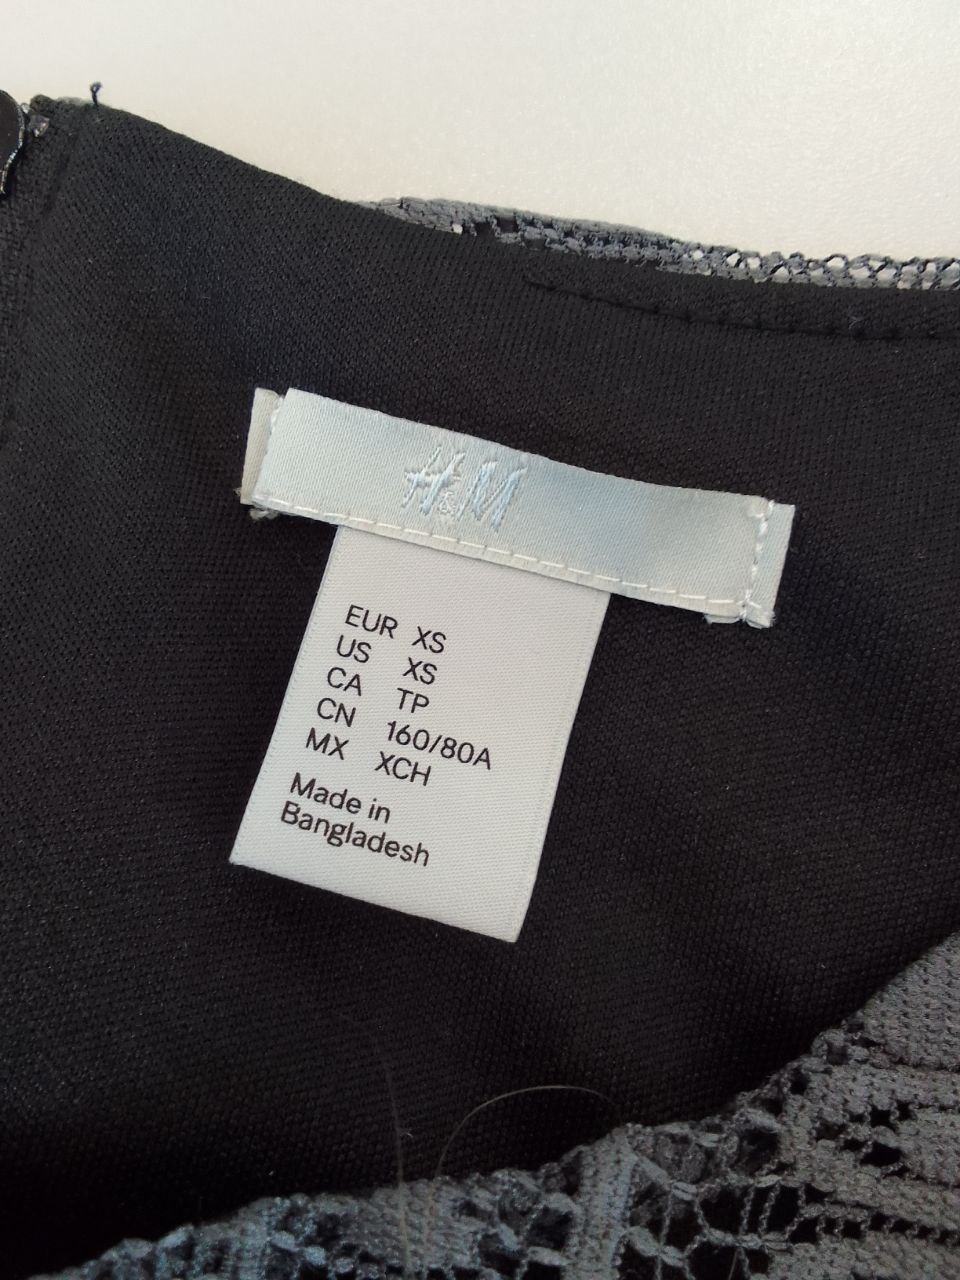 H&M
EUR XS
US XS
CA TP
CN 160/80A
MX XCH
Made in
Bangladesh